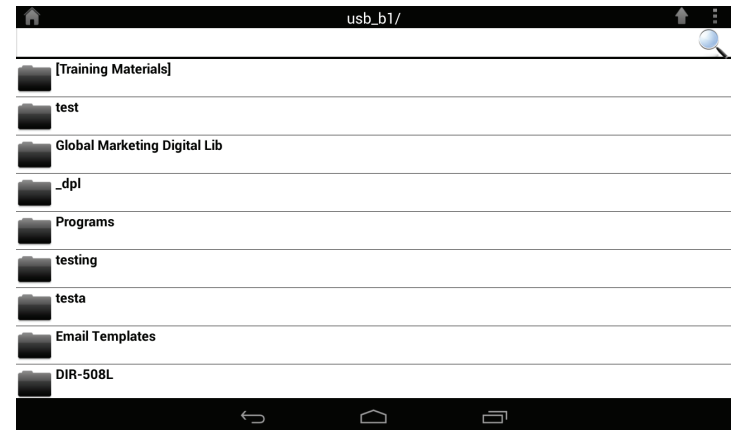 usb_b1/
[Training Materials]
test
Global Marketing Digital Lib
_dpl
Programs
testing
testa
Email Templates
DIR-508L